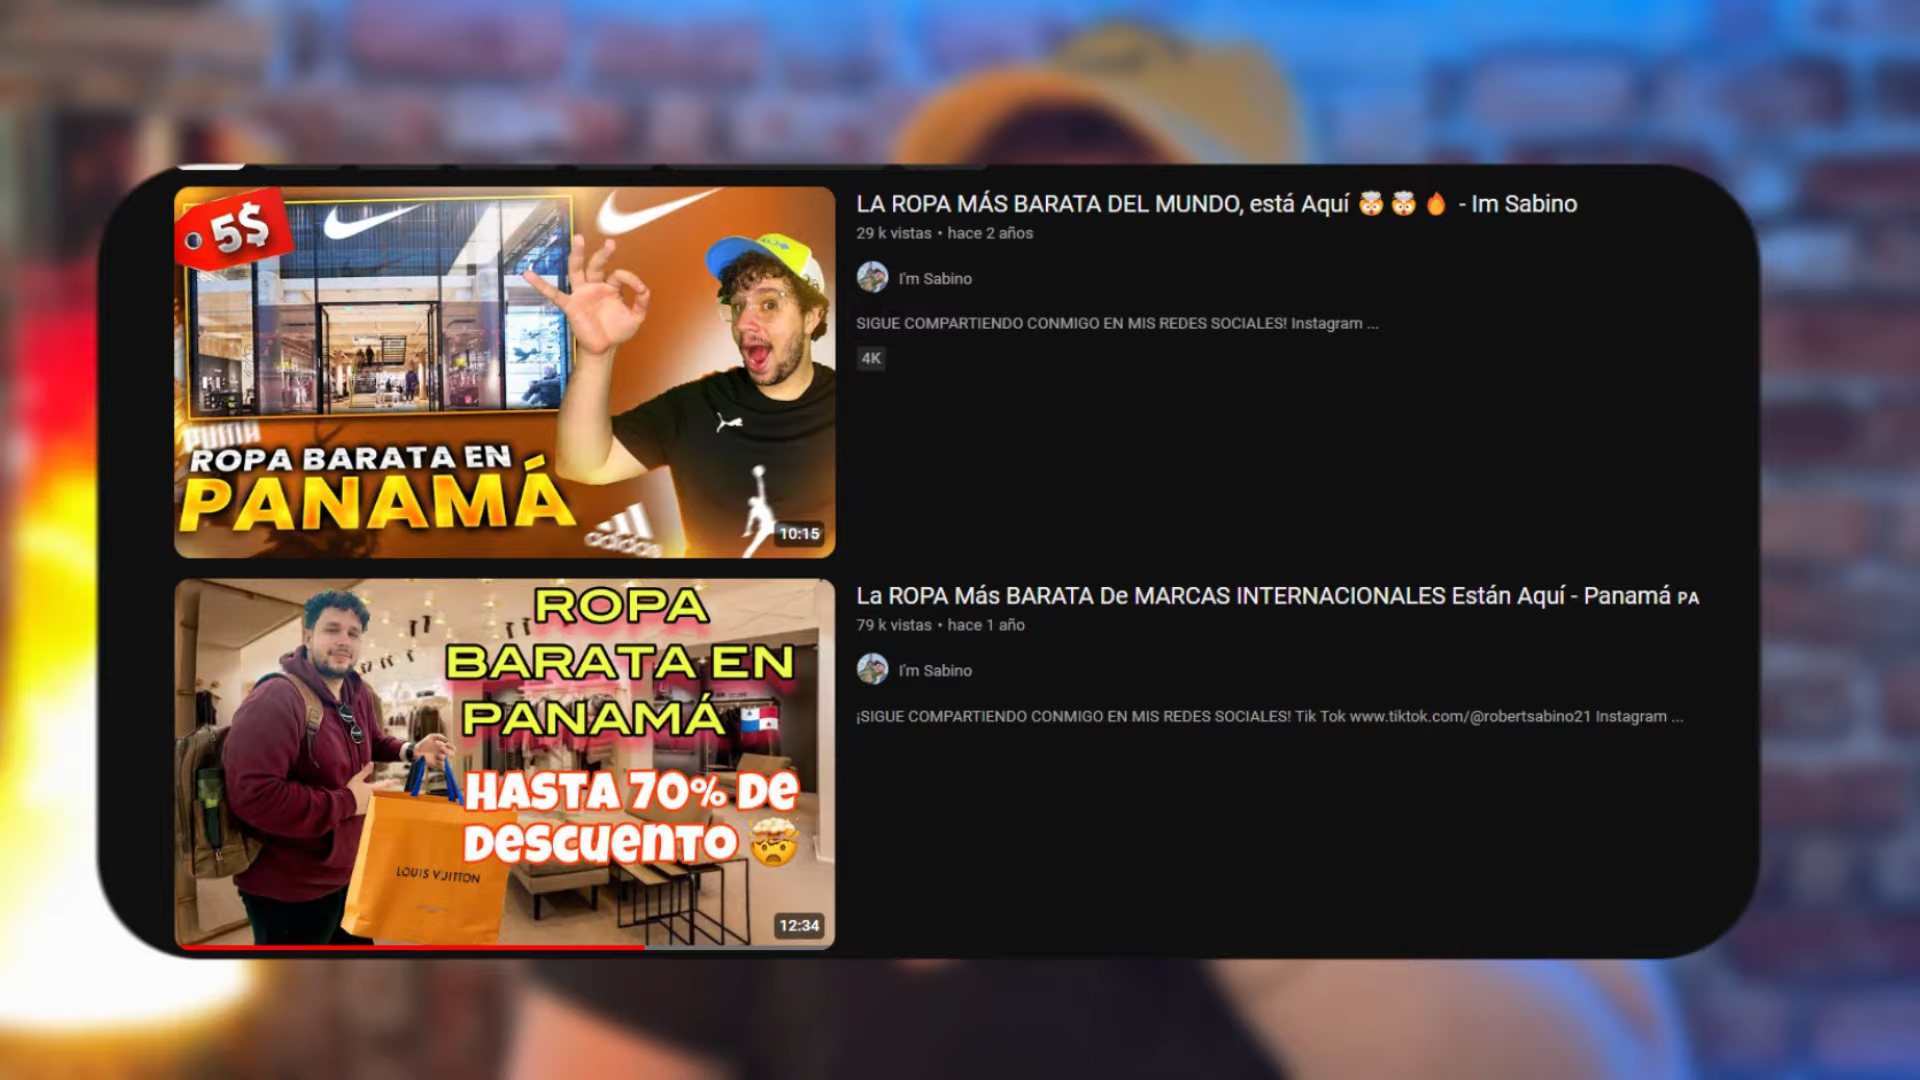 5$
PUMA
ROPA BARATA EN
PANAMÁ
adidas
10:15
LA ROPA MÁS BARATA DEL MUNDO, está Aquí 🤯 🤯 🔥 - Im Sabino
29 k vistas • hace 2 años
I'm Sabino
SIGUE COMPARTIENDO CONMIGO EN MIS REDES SOCIALES! Instagram ...
4K
ROPA
BARATA EN
PANAMÁ 🇵🇦
HASTA 70% DE
DESCUENTO 🤯
LOUIS VUITTON
12:34
La ROPA Más BARATA De MARCAS INTERNACIONALES Están Aquí - Panamá PA
79 k vistas • hace 1 año
I'm Sabino
¡SIGUE COMPARTIENDO CONMIGO EN MIS REDES SOCIALES! Tik Tok www.tiktok.com/@robertsabino21 Instagram ...